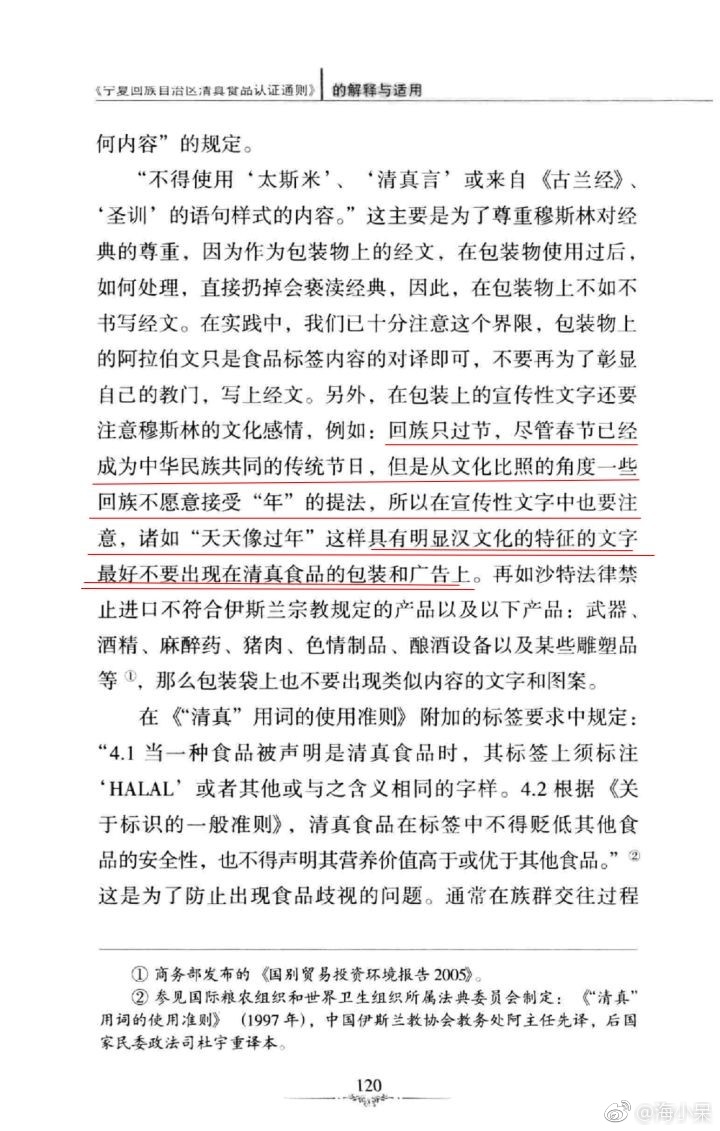 《宁夏回族自治区清真食品认证通则》 的解释与适用
何内容”的规定。
“不得使用‘太斯米’、‘清真言’或来自《古兰经》、
‘圣训’的语句样式的内容。”这主要是为了尊重穆斯林对经
典的尊重，因为作为包装物上的经文，在包装物使用过后，
如何处理，直接扔掉会亵渎经典，因此，在包装物上不如不
书写经文。在实践中，我们已十分注意这个界限，包装物上
的阿拉伯文只是食品标签内容的对译即可，不要再为了彰显
自己的教门，写上经文。另外，在包装上的宣传性文字还要
注意穆斯林的文化感情，例如：回族只过节，尽管春节已经
成为中华民族共同的传统节日，但是从文化比照的角度一些
回族不愿意接受“年”的提法，所以在宣传性文字中也要注
意，诸如“天天像过年”这样具有明显汉文化的特征的文字
最好不要出现在清真食品的包装和广告上。再如沙特法律禁
止进口不符合伊斯兰宗教规定的产品以及以下产品：武器、
酒精、麻醉药、猪肉、色情制品、酿酒设备以及某些雕塑品
等①，那么包装袋上也不要出现类似内容的文字和图案。
在《“清真”用词的使用准则》附加的标签要求中规定：
“4.1 当一种食品被声明是清真食品时，其标签上须标注
‘HALAL’或者其他或与之含义相同的字样。4.2 根据《关
于标识的一般准则》，清真食品在标签中不得贬低其他食
品的安全性，也不得声明其营养价值高于或优于其他食品。”②
这是为了防止出现食品歧视的问题。通常在族群交往过程
① 商务部发布的《国别贸易投资环境报告2005》。
② 参见国际粮农组织和世界卫生组织所属法典委员会制定：《“清真”
用词的使用准则》（1997年），中国伊斯兰教协会教务处阿主任先译，后国
家民委政法司杜宇重译本。
120
@海小杲